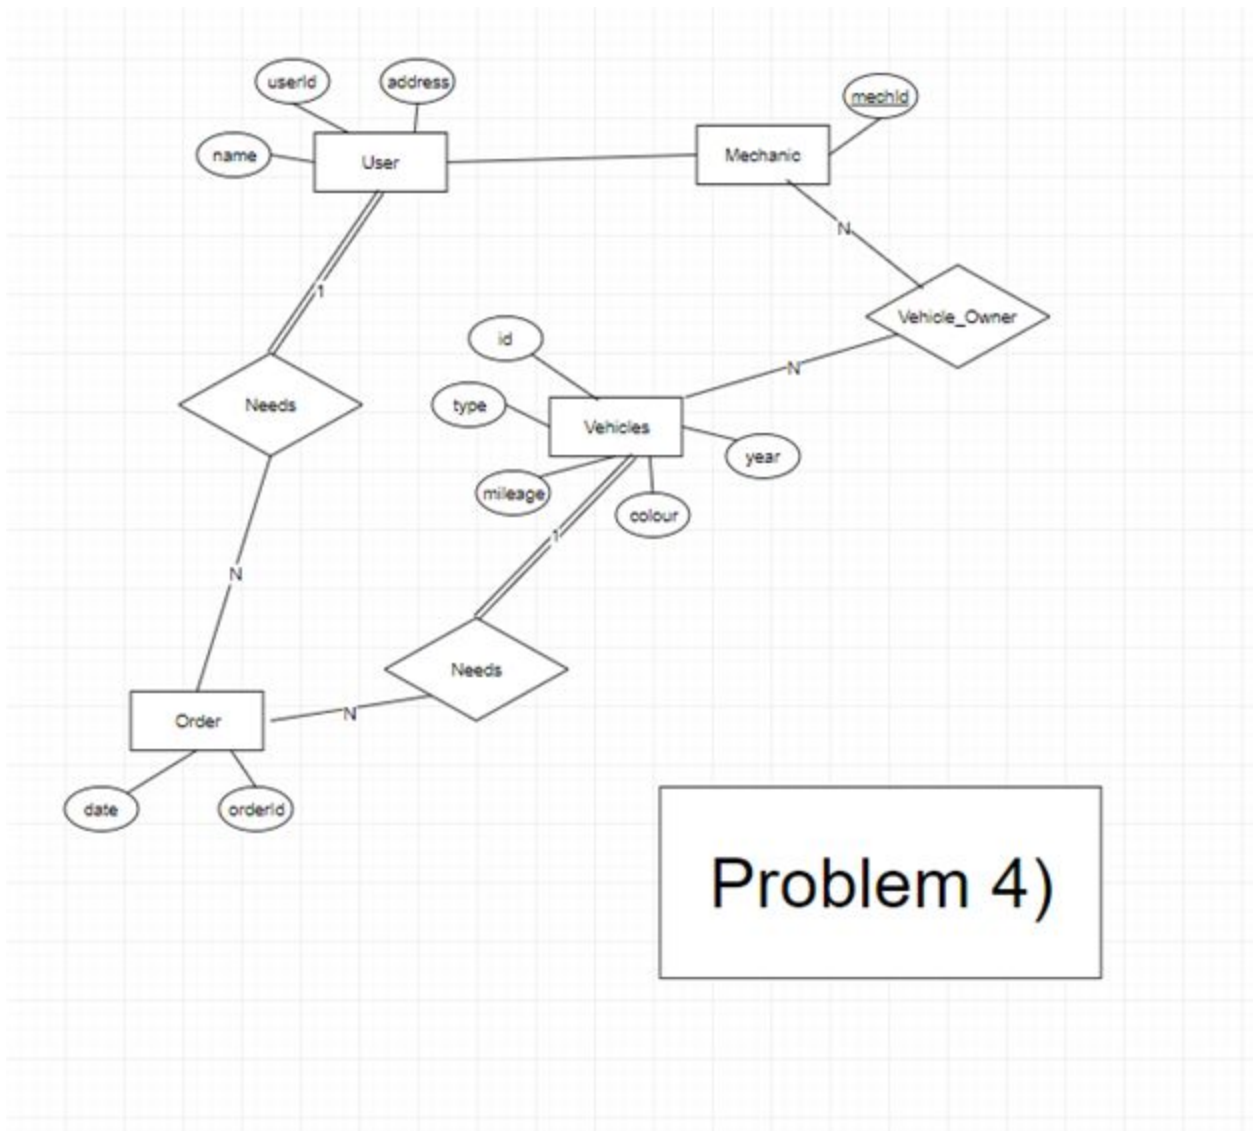 userId
address
mechId
name
User
Mechanic
N
1
Vehicle_Owner
id
N
Needs
type
Vehicles
year
mileage
colour
1
N
Needs
N
Order
date
orderId
Problem 4)